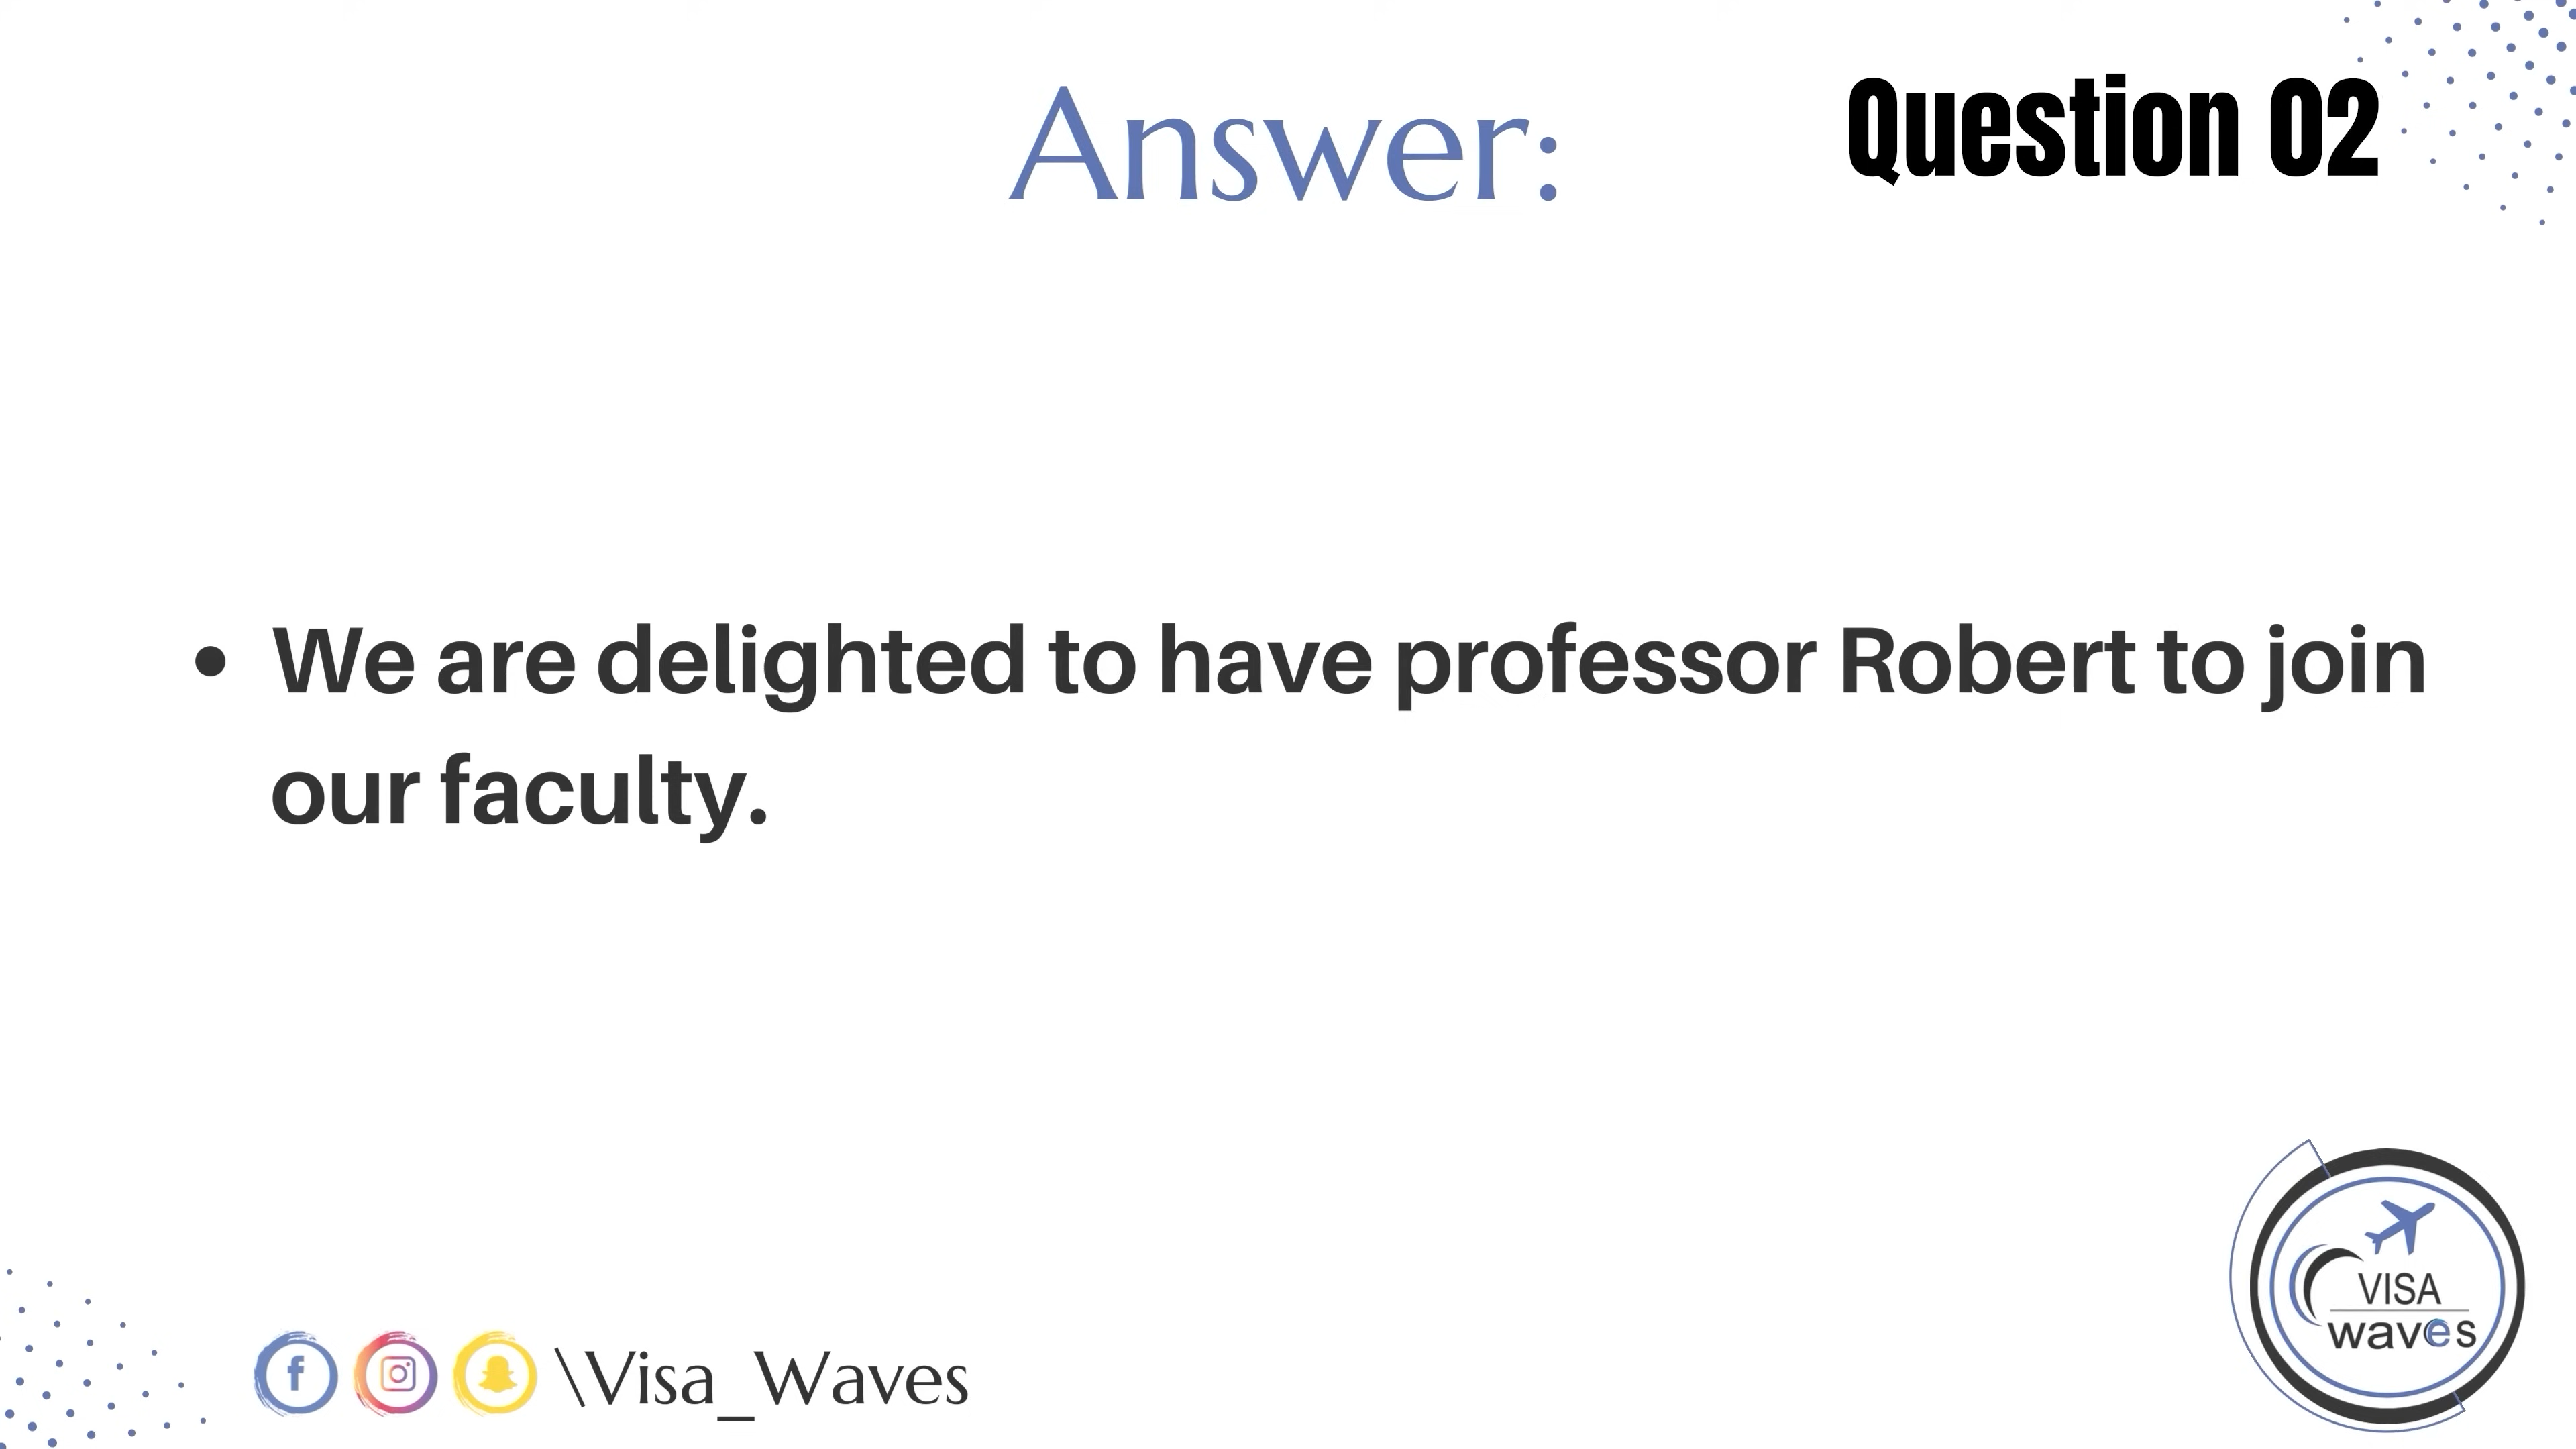 Answer:
Question 02
• We are delighted to have professor Robert to join
our faculty.
\Visa_Waves
VISA
waves